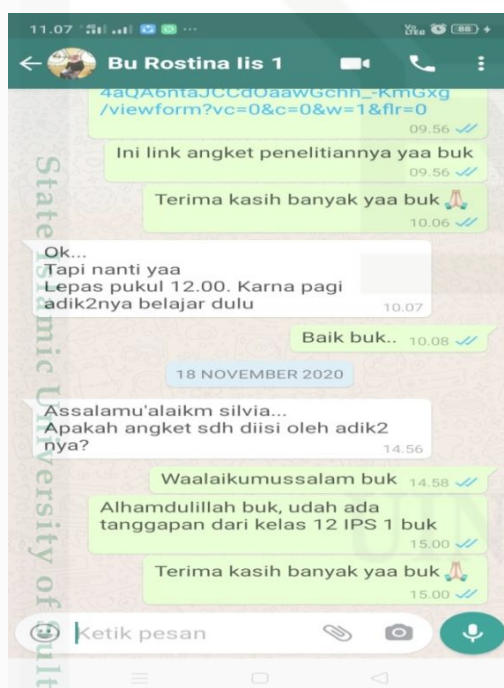 11.07
88
Bu Rostina Iis 1
4aQA6ntaJCCdOaawGchh_-KmGxg
/viewform?vc=0&c=0&w=1&flr=0
09.56
Ini link angket penelitiannya yaa buk
09.56
Terima kasih banyak yaa buk 🙏
10.06
Ok...
Tapi nanti yaa
Lepas pukul 12.00. Karna pagi
adik2nya belajar dulu
10.07
Baik buk..
10.08
18 NOVEMBER 2020
Assalamu'alaikm silvia...
Apakah angket sdh diisi oleh adik2
nya?
14.56
Waalaikumussalam buk
14.58
Alhamdulillah buk, udah ada
tanggapan dari kelas 12 IPS 1 buk
15.00
Terima kasih banyak yaa buk 🙏
15.00
Ketik pesan
State Islamic University of Sult
UIN